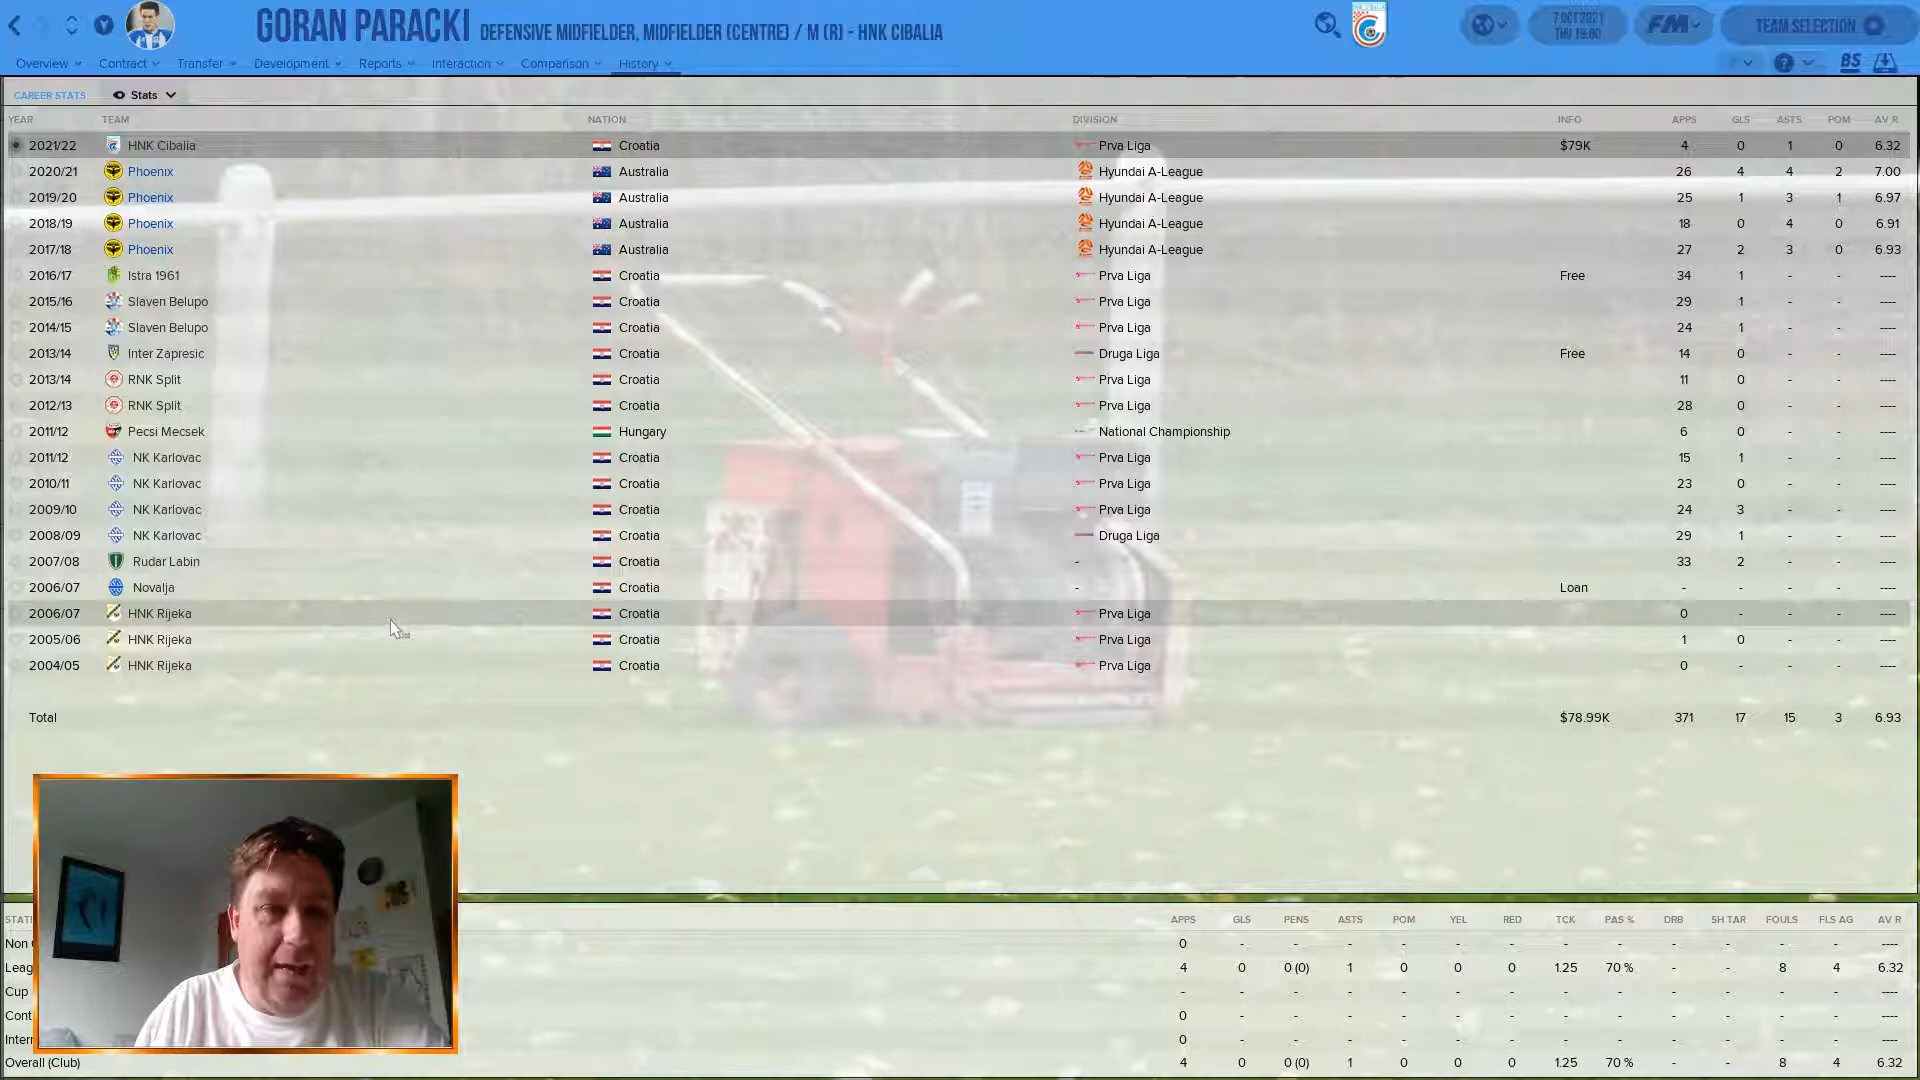 GORAN PARACKI DEFENSIVE MIDFIELDER, MIDFIELDER (CENTRE) / M (R) - HNK CIBALIA
7 OCT 2021
THU 19:00
FM
TEAM SELECTION
Overview Contract Transfer Development Reports Interaction Comparison History
BS
CAREER STATS Stats
YEAR TEAM NATION DIVISION INFO APPS GLS ASTS POM AV R
2021/22 HNK Cibalia Croatia Prva Liga $79K 4 0 1 0 6.32
2020/21 Phoenix Australia Hyundai A-League 26 4 4 2 7.00
2019/20 Phoenix Australia Hyundai A-League 25 1 3 1 6.97
2018/19 Phoenix Australia Hyundai A-League 18 0 4 0 6.91
2017/18 Phoenix Australia Hyundai A-League 27 2 3 0 6.93
2016/17 Istra 1961 Croatia Prva Liga Free 34 1 - - ----
2015/16 Slaven Belupo Croatia Prva Liga 29 1 - - ----
2014/15 Slaven Belupo Croatia Prva Liga 24 1 - - ----
2013/14 Inter Zapresic Croatia Druga Liga Free 14 0 - - ----
2013/14 RNK Split Croatia Prva Liga 11 0 - - ----
2012/13 RNK Split Croatia Prva Liga 28 0 - - ----
2011/12 Pecsi Mecsek Hungary National Championship 6 0 - - ----
2011/12 NK Karlovac Croatia Prva Liga 15 1 - - ----
2010/11 NK Karlovac Croatia Prva Liga 23 0 - - ----
2009/10 NK Karlovac Croatia Prva Liga 24 3 - - ----
2008/09 NK Karlovac Croatia Druga Liga 29 1 - - ----
2007/08 Rudar Labin Croatia - 33 2 - - ----
2006/07 Novalja Croatia - Loan - - - - ----
2006/07 HNK Rijeka Croatia Prva Liga 0 - - - ----
2005/06 HNK Rijeka Croatia Prva Liga 1 0 - - ----
2004/05 HNK Rijeka Croatia Prva Liga 0 - - - ----
Total $78.99K 371 17 15 3 6.93
STATI APPS GLS PENS ASTS POM YEL RED TCK PAS % DRB SH TAR FOULS FLS AG AV R
Non 0 - - - - - - - - - - - - ----
Leag 4 0 0 (0) 1 0 0 0 1.25 70 % - - 8 4 6.32
Cup - - - - - - - - - - - - - ----
Cont 0 - - - - - - - - - - - - ----
Inter 0 - - - - - - - - - - - - ----
Overall (Club) 4 0 0 (0) 1 0 0 0 1.25 70 % - - 8 4 6.32